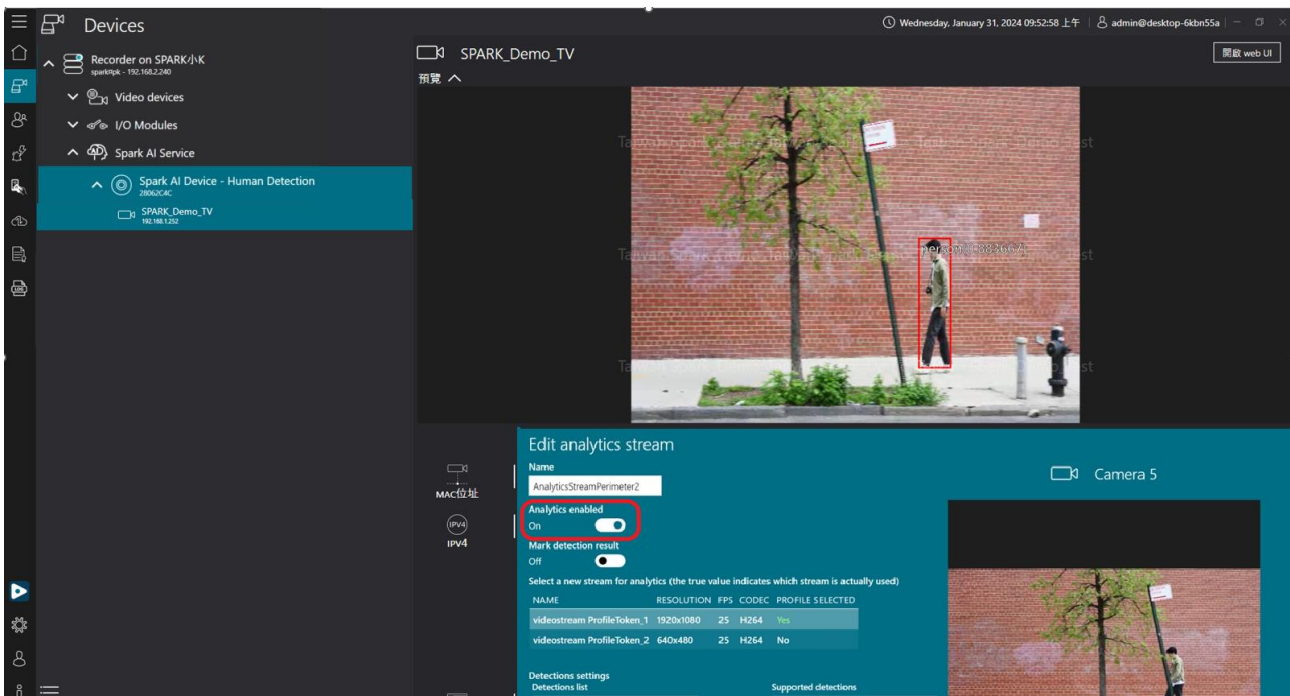 Devices
Wednesday, January 31, 2024 09:52:58 上午
admin@desktop-6kbn55a
Recorder on SPARK小K
192.168.2.240
Video devices
I/O Modules
Spark AI Service
Spark AI Device - Human Detection
28062C4C
SPARK_Demo_TV
192.168.1.252
SPARK_Demo_TV
開啟 web UI
預覽
MAC位址
IPV4
IPV4
Edit analytics stream
Name
AnalyticsStreamPerimeter2
Analytics enabled
On
Mark detection result
Off
Select a new stream for analytics (the true value indicates which stream is actually used)
NAME RESOLUTION FPS CODEC PROFILE SELECTED
videostream ProfileToken_1 1920x1080 25 H264 Yes
videostream ProfileToken_2 640x480 25 H264 No
Detections settings
Detections list
Supported detections
Camera 5
LOG